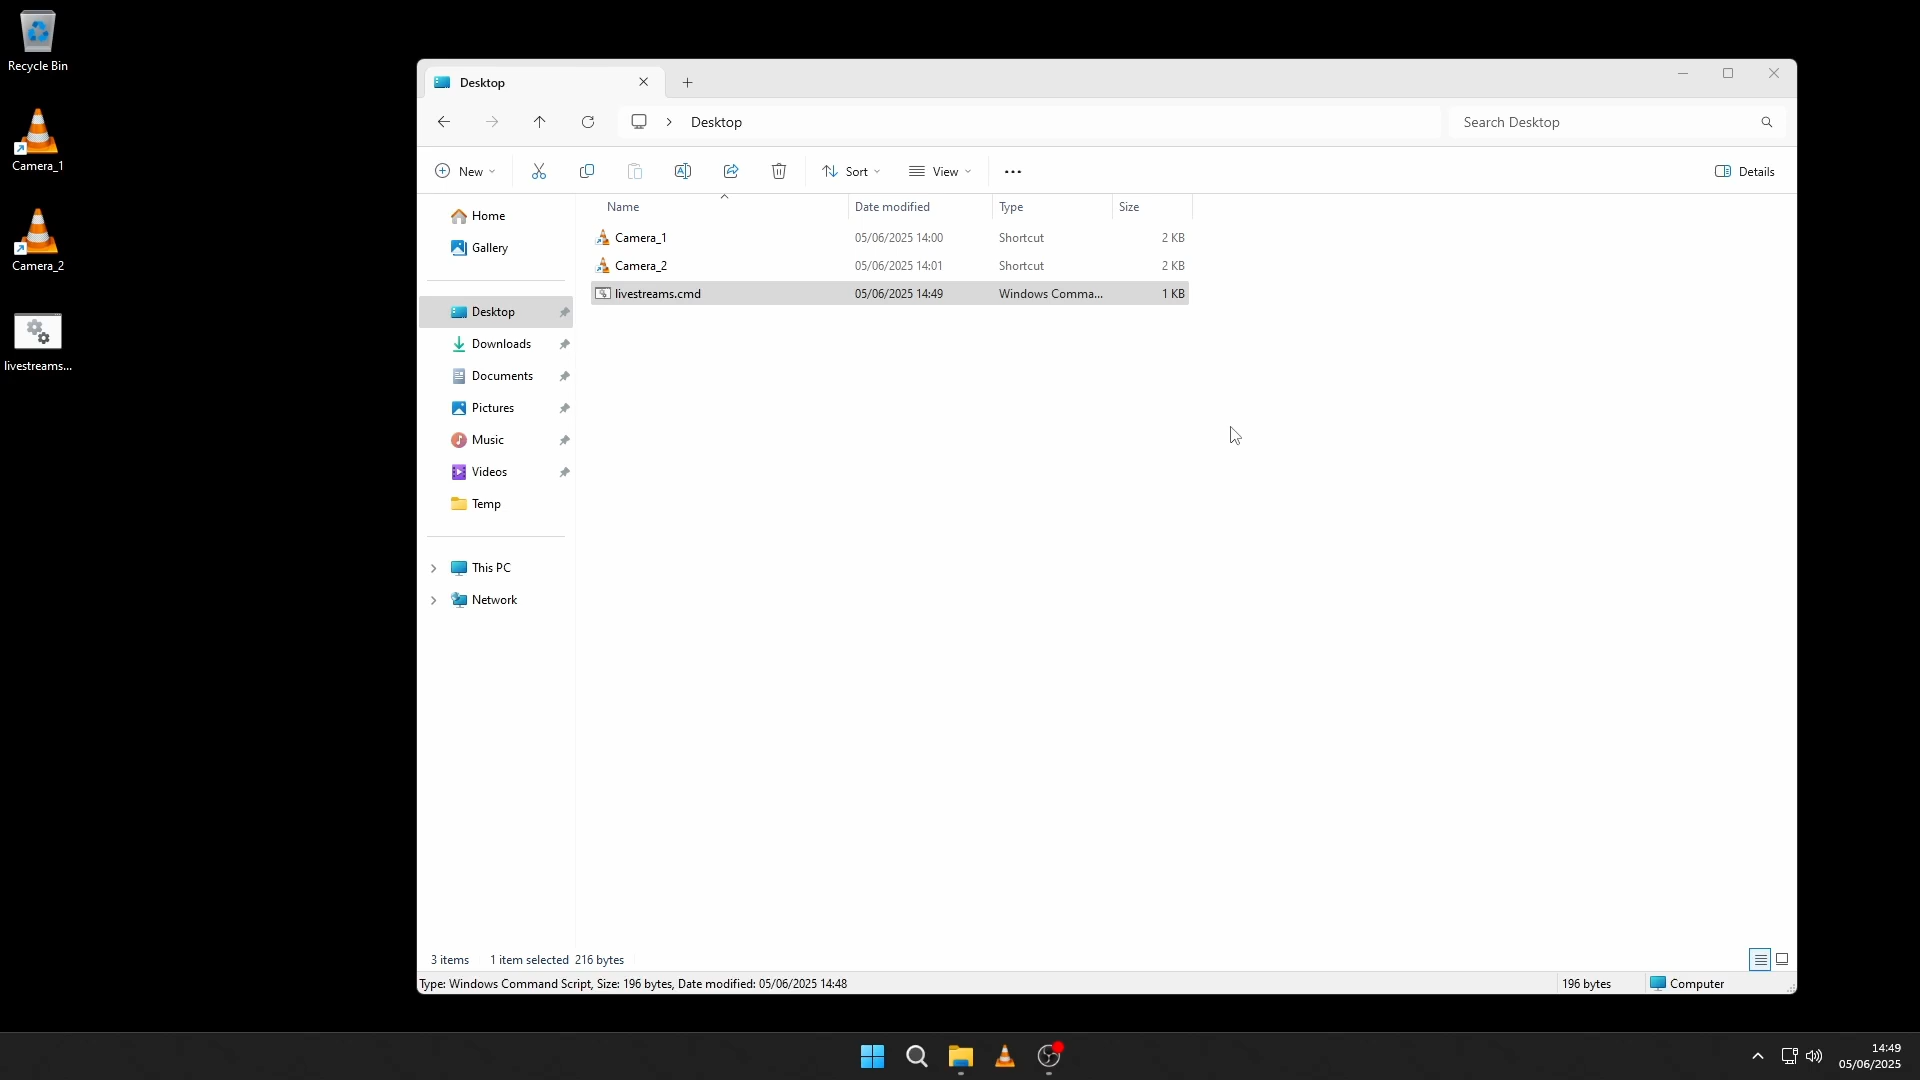 Recycle Bin
Camera_1
Camera_2
livestreams...
Desktop
Desktop
Search Desktop
New
Sort
View
Details
Name
Date modified
Type
Size
Camera_1
05/06/2025 14:00
Shortcut
2 KB
Camera_2
05/06/2025 14:01
Shortcut
2 KB
livestreams.cmd
05/06/2025 14:49
Windows Comma...
1 KB
Home
Gallery
Desktop
Downloads
Documents
Pictures
Music
Videos
Temp
This PC
Network
3 items
1 item selected 216 bytes
Type: Windows Command Script, Size: 196 bytes, Date modified: 05/06/2025 14:48
196 bytes
Computer
14:49
05/06/2025